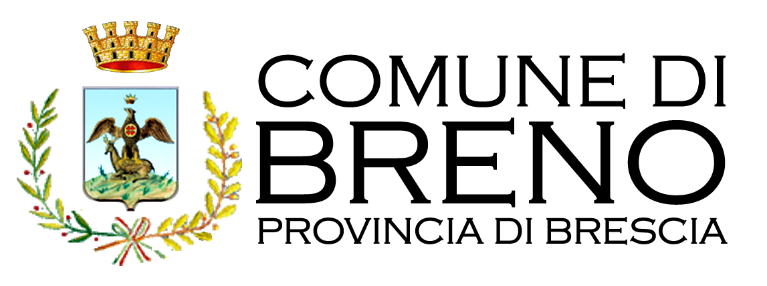 COMUNE DI
BRENO
PROVINCIA DI BRESCIA